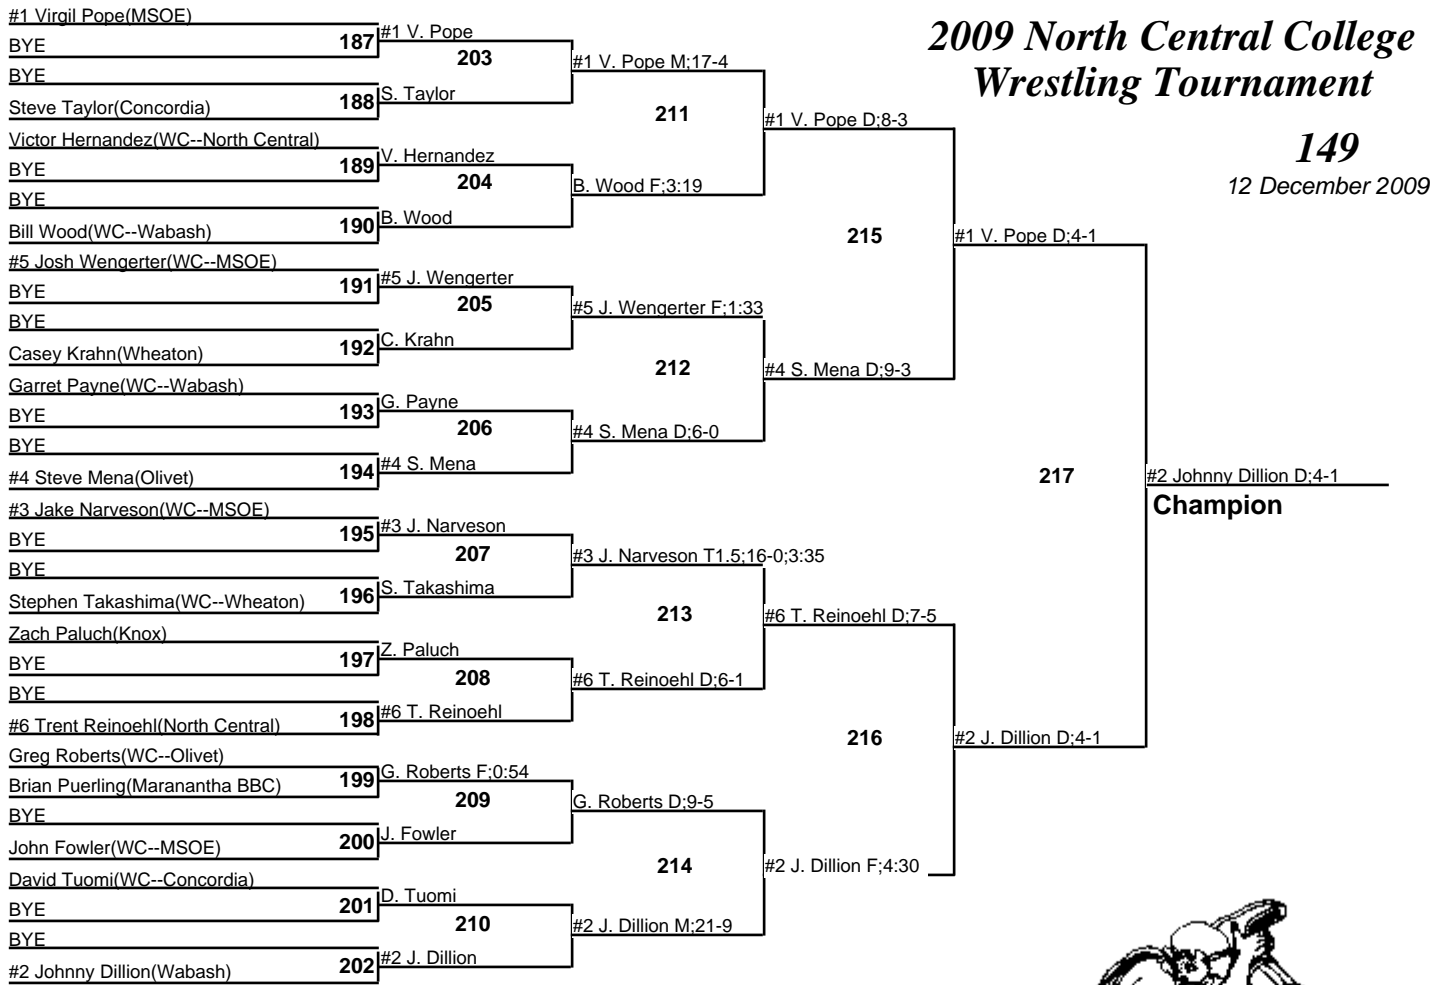 2009 North Central College
Wrestling Tournament
149
12 December 2009
#1 Virgil Pope(MSOE)
BYE
187
BYE
Steve Taylor(Concordia)
188
Victor Hernandez(WC--North Central)
BYE
189
BYE
Bill Wood(WC--Wabash)
190
#5 Josh Wengerter(WC--MSOE)
BYE
191
BYE
Casey Krahn(Wheaton)
192
Garret Payne(WC--Wabash)
BYE
193
BYE
#4 Steve Mena(Olivet)
194
#3 Jake Narveson(WC--MSOE)
BYE
195
BYE
Stephen Takashima(WC--Wheaton)
196
Zach Paluch(Knox)
BYE
197
BYE
#6 Trent Reinoehl(North Central)
198
Greg Roberts(WC--Olivet)
Brian Puerling(Maranantha BBC)
199
BYE
John Fowler(WC--MSOE)
200
David Tuomi(WC--Concordia)
BYE
201
BYE
#2 Johnny Dillion(Wabash)
202
#1 V. Pope
203
S. Taylor
V. Hernandez
204
B. Wood
#5 J. Wengerter
205
C. Krahn
G. Payne
206
#4 S. Mena
#3 J. Narveson
207
S. Takashima
Z. Paluch
208
#6 T. Reinoehl
G. Roberts F;0:54
209
J. Fowler
D. Tuomi
210
#2 J. Dillion
#1 V. Pope M;17-4
211
B. Wood F;3:19
#5 J. Wengerter F;1:33
212
#4 S. Mena D;6-0
#3 J. Narveson T1.5;16-0;3:35
213
#6 T. Reinoehl D;6-1
G. Roberts D;9-5
214
#2 J. Dillion M;21-9
#1 V. Pope D;8-3
215
#4 S. Mena D;9-3
#6 T. Reinoehl D;7-5
216
#2 J. Dillion F;4:30
#1 V. Pope D;4-1
217
#2 J. Dillion D;4-1
#2 Johnny Dillion D;4-1
Champion